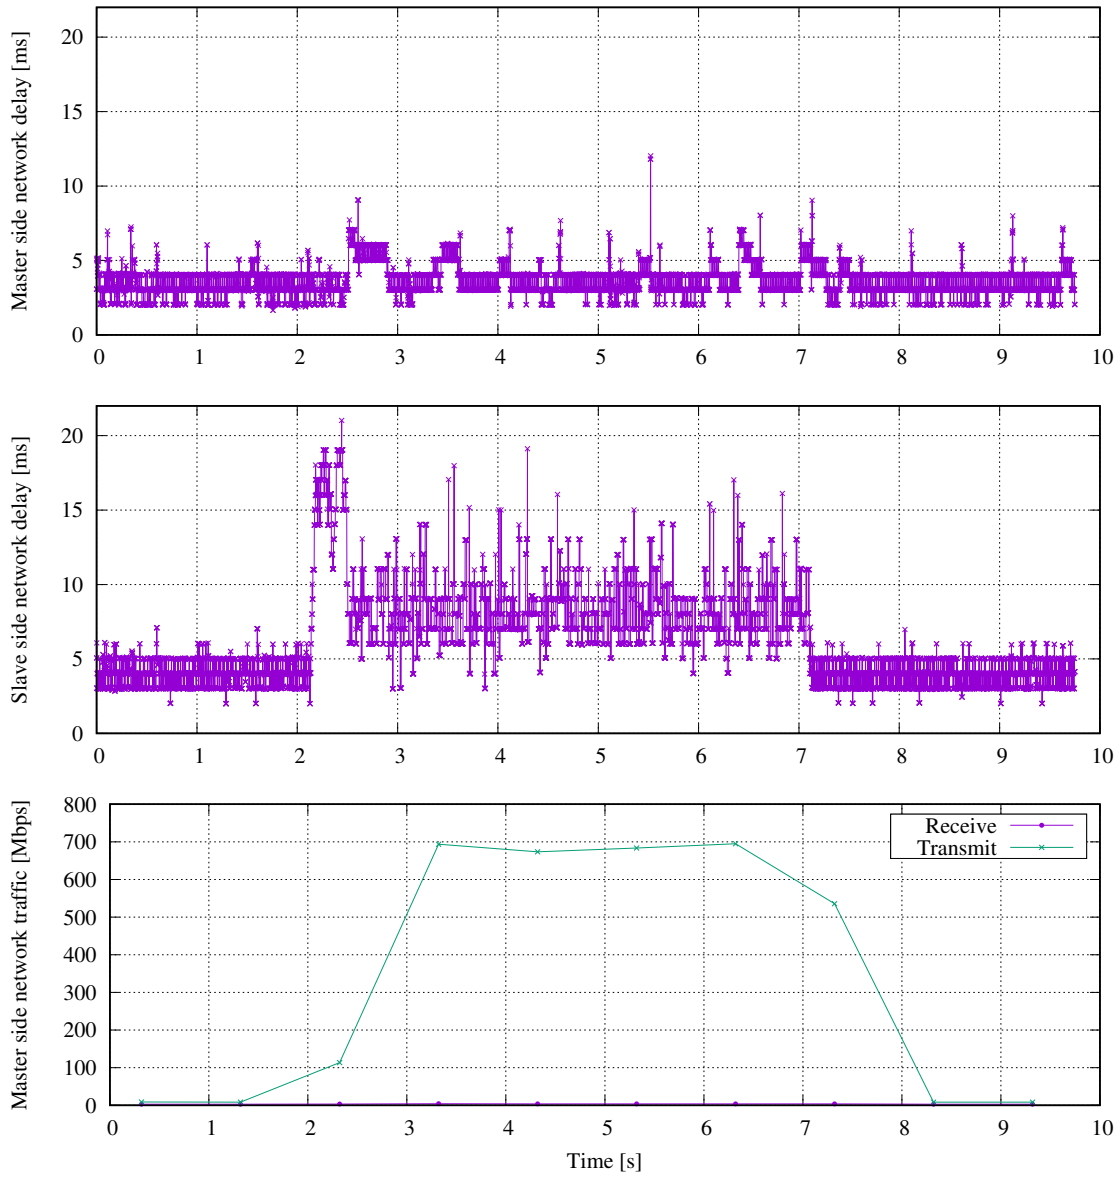 Master side network delay [ms]
20
15
10
5
0
0 1 2 3 4 5 6 7 8 9 10
Slave side network delay [ms]
20
15
10
5
0
0 1 2 3 4 5 6 7 8 9 10
Master side network traffic [Mbps]
800
700
600
500
400
300
200
100
0
Receive
Transmit
0 1 2 3 4 5 6 7 8 9 10
Time [s]